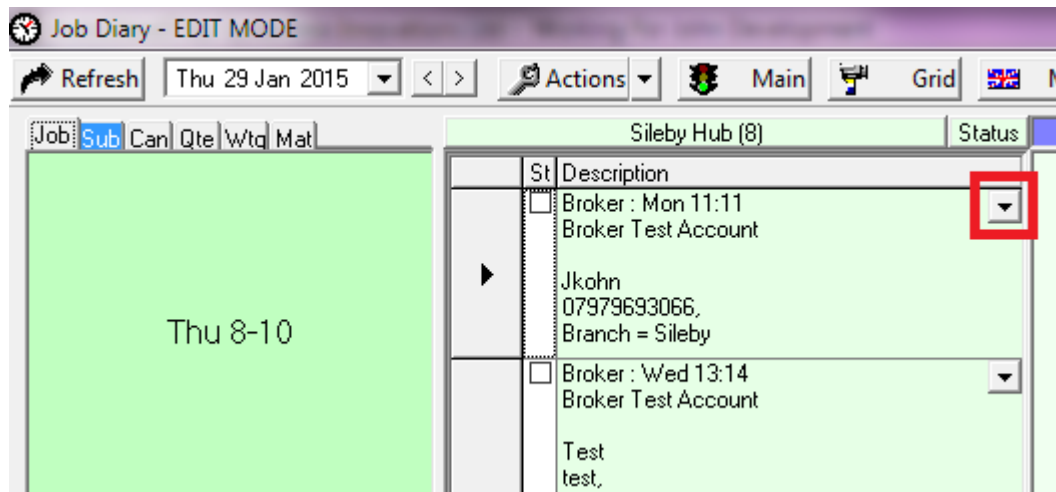 Job Diary - EDIT MODE
Refresh Thu 29 Jan 2015 < > Actions Main Grid
Job Sub Can Qte Wtg Mat Sileby Hub (8) Status
St Description
Broker : Mon 11:11
Broker Test Account
Jkohn
07979693066,
Branch = Sileby
Thu 8-10
Broker : Wed 13:14
Broker Test Account
Test
test,